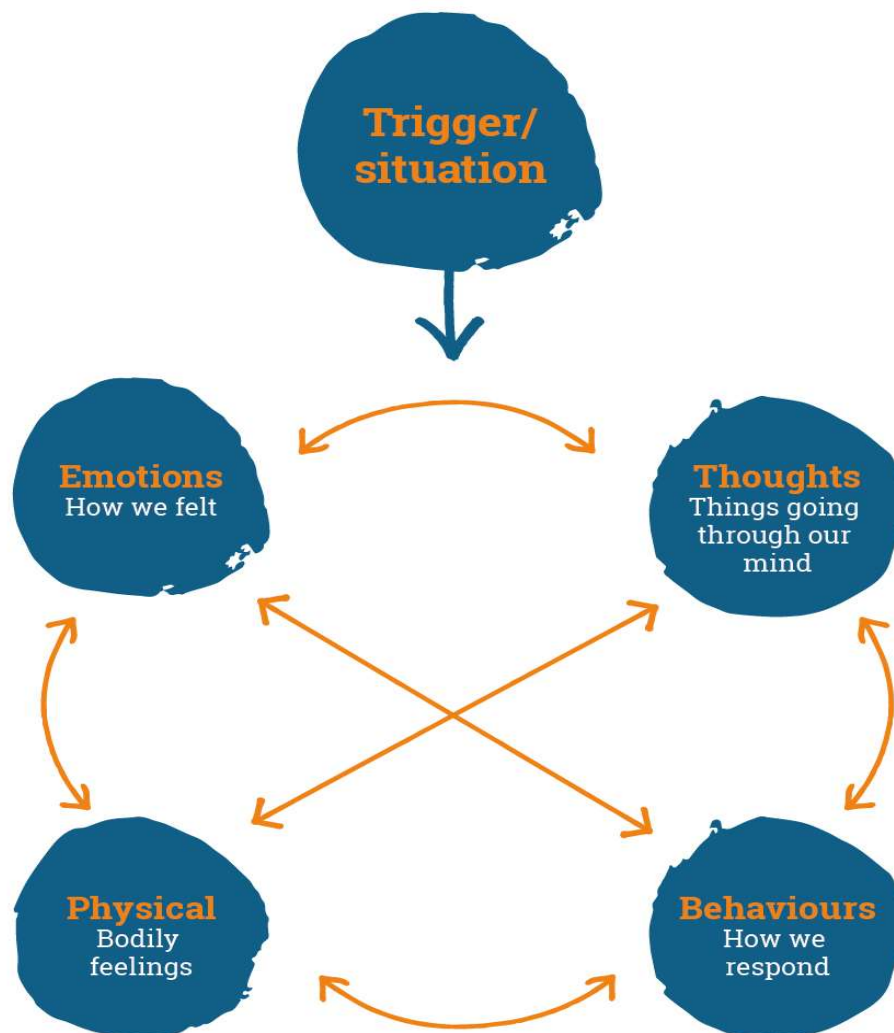 Trigger/
situation
Emotions
How we felt
Thoughts
Things going
through our
mind
Physical
Bodily
feelings
Behaviours
How we
respond